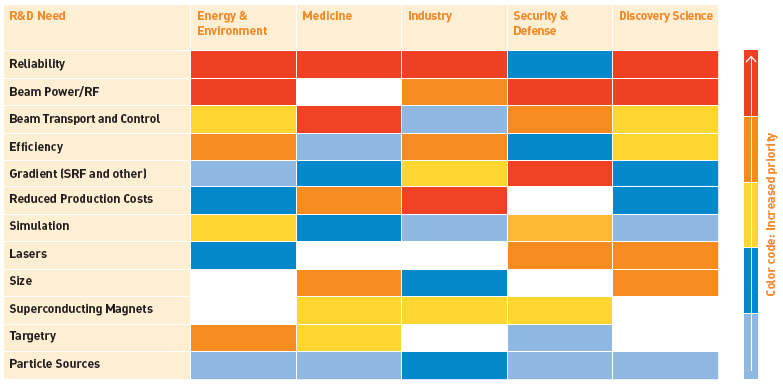 R&D Need
Energy &
Environment
Medicine
Industry
Security &
Defense
Discovery Science
Reliability
Beam Power/RF
Beam Transport and Control
Efficiency
Gradient (SRF and other)
Reduced Production Costs
Simulation
Lasers
Size
Superconducting Magnets
Targetry
Particle Sources
Color code: Increased priority